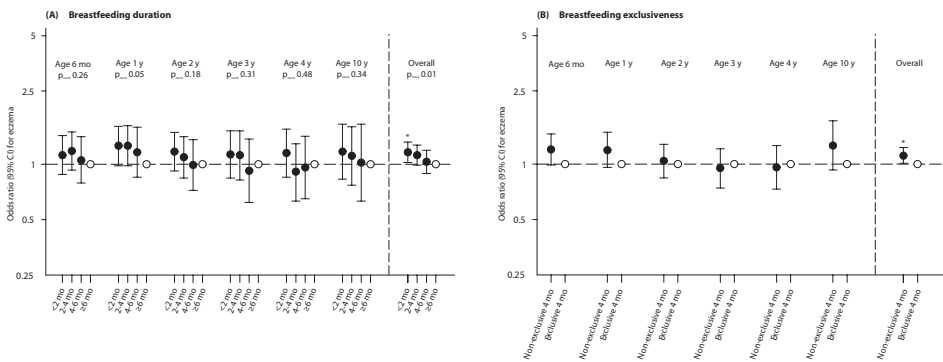 (A) Breastfeeding duration
Odds ratio (95% CI) for eczema
5
2.5
1
0.5
0.25
Age 6 mo
p__ 0.26
Age 1 y
p__ 0.05
Age 2 y
p__ 0.18
Age 3 y
p__ 0.31
Age 4 y
p__ 0.48
Age 10 y
p__ 0.34
Overall
p__ 0.01
*
<2 mo
2-4 mo
4-6 mo
≥6 mo
<2 mo
2-4 mo
4-6 mo
≥6 mo
<2 mo
2-4 mo
4-6 mo
≥6 mo
<2 mo
2-4 mo
4-6 mo
≥6 mo
<2 mo
2-4 mo
4-6 mo
≥6 mo
<2 mo
2-4 mo
4-6 mo
≥6 mo
<2 mo
2-4 mo
4-6 mo
≥6 mo
(B) Breastfeeding exclusiveness
Odds ratio (95% CI) for eczema
5
2.5
1
0.5
0.25
Age 6 mo
Age 1 y
Age 2 y
Age 3 y
Age 4 y
Age 10 y
Overall
*
Non-exclusive 4 mo
Exclusive 4 mo
Non-exclusive 4 mo
Exclusive 4 mo
Non-exclusive 4 mo
Exclusive 4 mo
Non-exclusive 4 mo
Exclusive 4 mo
Non-exclusive 4 mo
Exclusive 4 mo
Non-exclusive 4 mo
Exclusive 4 mo
Non-exclusive 4 mo
Exclusive 4 mo